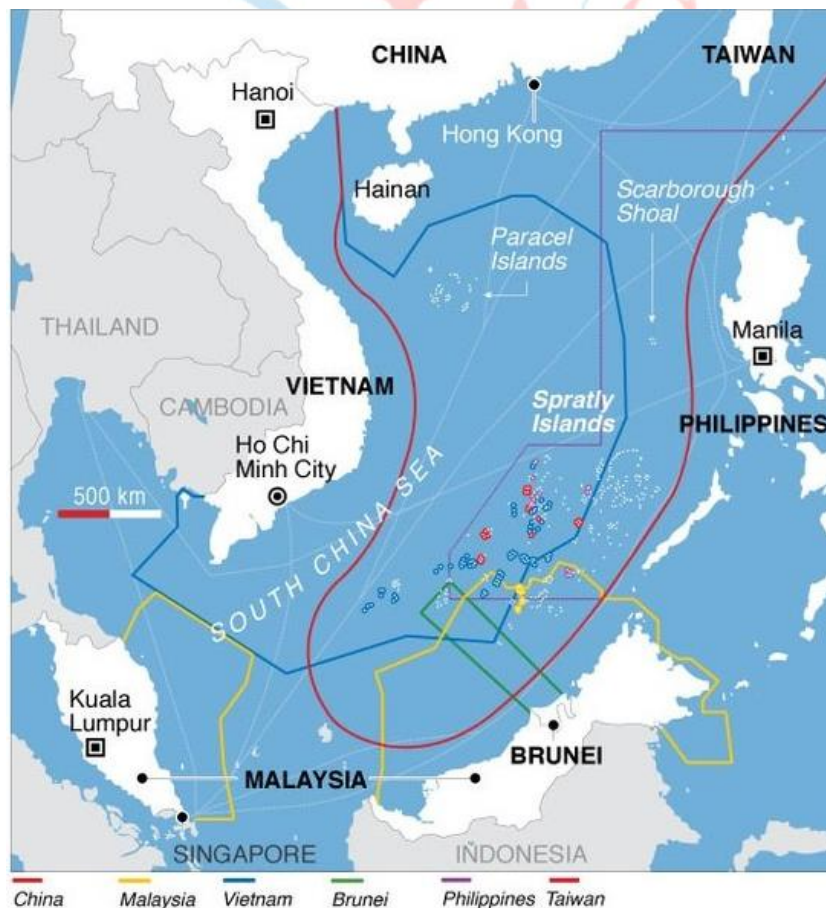 CHINA
TAIWAN
Hanoi
Hong Kong
Hainan
Scarborough
Shoal
Paracel
Islands
THAILAND
Manila
VIETNAM
CAMBODIA
Spratly
Islands
PHILIPPINES
Ho Chi
Minh City
500 km
SOUTH CHINA SEA
Kuala
Lumpur
BRUNEI
MALAYSIA
SINGAPORE
INDONESIA
China
Malaysia
Vietnam
Brunei
Philippines
Taiwan